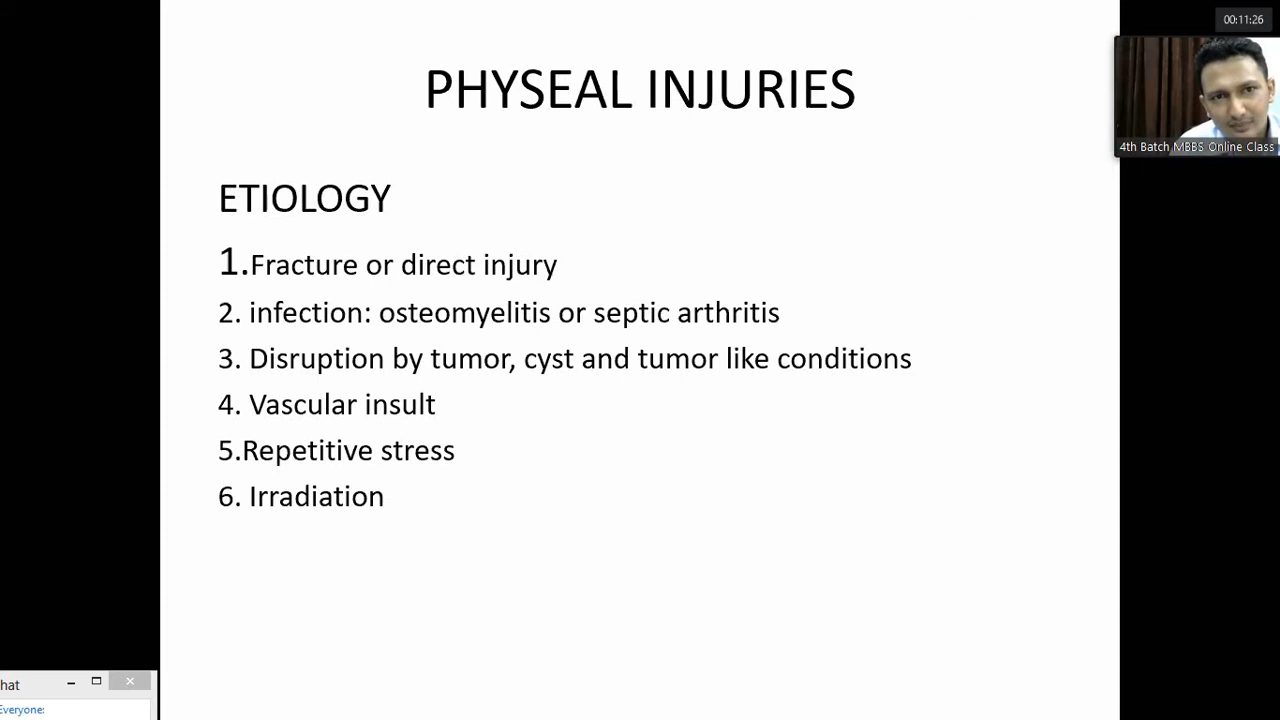 00:11:26
PHYSEAL INJURIES
4th Batch MBBS Online Class
ETIOLOGY
1.Fracture or direct injury
2. infection: osteomyelitis or septic arthritis
3. Disruption by tumor, cyst and tumor like conditions
4. Vascular insult
5.Repetitive stress
6. Irradiation
hat
Everyone: